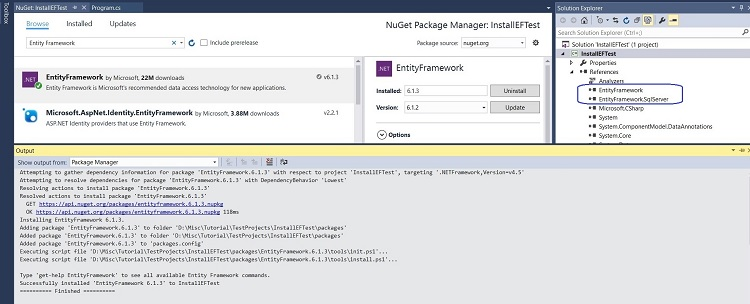 Toolbox
NuGet: InstallEFTest
Program.cs
Browse
Installed
Updates
NuGet Package Manager: InstallEFTest
Entity Framework
Include prerelease
Package source: nuget.org
.NET
EntityFramework by Microsoft, 22M downloads
v6.1.3
Entity Framework is Microsoft's recommended data access technology for new applications.
Microsoft.AspNet.Identity.EntityFramework by Microsoft, 3.88M downloads
v2.2.1
ASP.NET Identity providers that use Entity Framework.
.NET
EntityFramework
Installed: 6.1.3
Uninstall
Version: 6.1.2
Update
Options
Solution Explorer
Search Solution Explorer (Ctrl+;)
Solution 'InstallEFTest' (1 project)
InstallEFTest
Properties
References
Analyzers
EntityFramework
EntityFramework.SqlServer
Microsoft.CSharp
System
System.ComponentModel.DataAnnotations
System.Core
Output
Show output from: Package Manager
Attempting to gather dependency information for package 'EntityFramework.6.1.3' with respect to project 'InstallEFTest', targeting '.NETFramework,Version=v4.5'
Attempting to resolve dependencies for package 'EntityFramework.6.1.3' with DependencyBehavior 'Lowest'
Resolving actions to install package 'EntityFramework.6.1.3'
Resolved actions to install package 'EntityFramework.6.1.3'
GET https://api.nuget.org/packages/entityframework.6.1.3.nupkg
OK https://api.nuget.org/packages/entityframework.6.1.3.nupkg 118ms
Installing EntityFramework 6.1.3.
Adding package 'EntityFramework.6.1.3' to folder 'D:\Misc\Tutorial\TestProjects\InstallEFTest\packages'
Added package 'EntityFramework.6.1.3' to folder 'D:\Misc\Tutorial\TestProjects\InstallEFTest\packages'
Added package 'EntityFramework.6.1.3' to 'packages.config'
Executing script file 'D:\Misc\Tutorial\TestProjects\InstallEFTest\packages\EntityFramework.6.1.3\tools\init.ps1'...
Executing script file 'D:\Misc\Tutorial\TestProjects\InstallEFTest\packages\EntityFramework.6.1.3\tools\install.ps1'...
Type 'get-help EntityFramework' to see all available Entity Framework commands.
Successfully installed 'EntityFramework 6.1.3' to InstallEFTest
========== Finished ==========